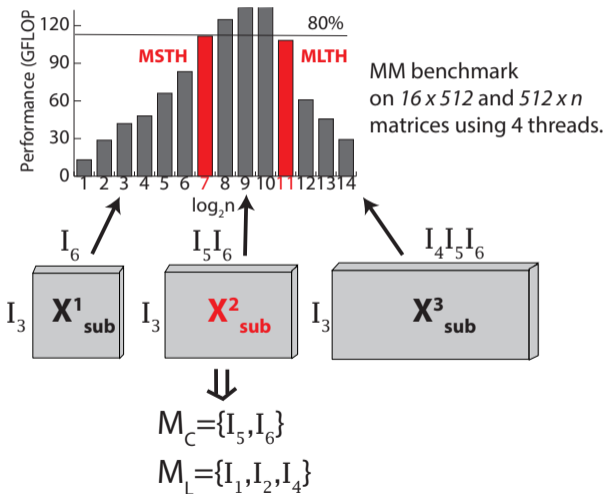 Performance (GFLOP
120
90
60
30
0
80%
MSTH
MLTH
1 2 3 4 5 6 7 8 9 10 11 12 13 14
log₂n
MM benchmark
on 16 x 512 and 512 x n
matrices using 4 threads.
I₆
I₅I₆
I₄I₅I₆
I₃
X¹sub
I₃
X²sub
I₃
X³sub
M_C={I₅,I₆}
M_L={I₁,I₂,I₄}